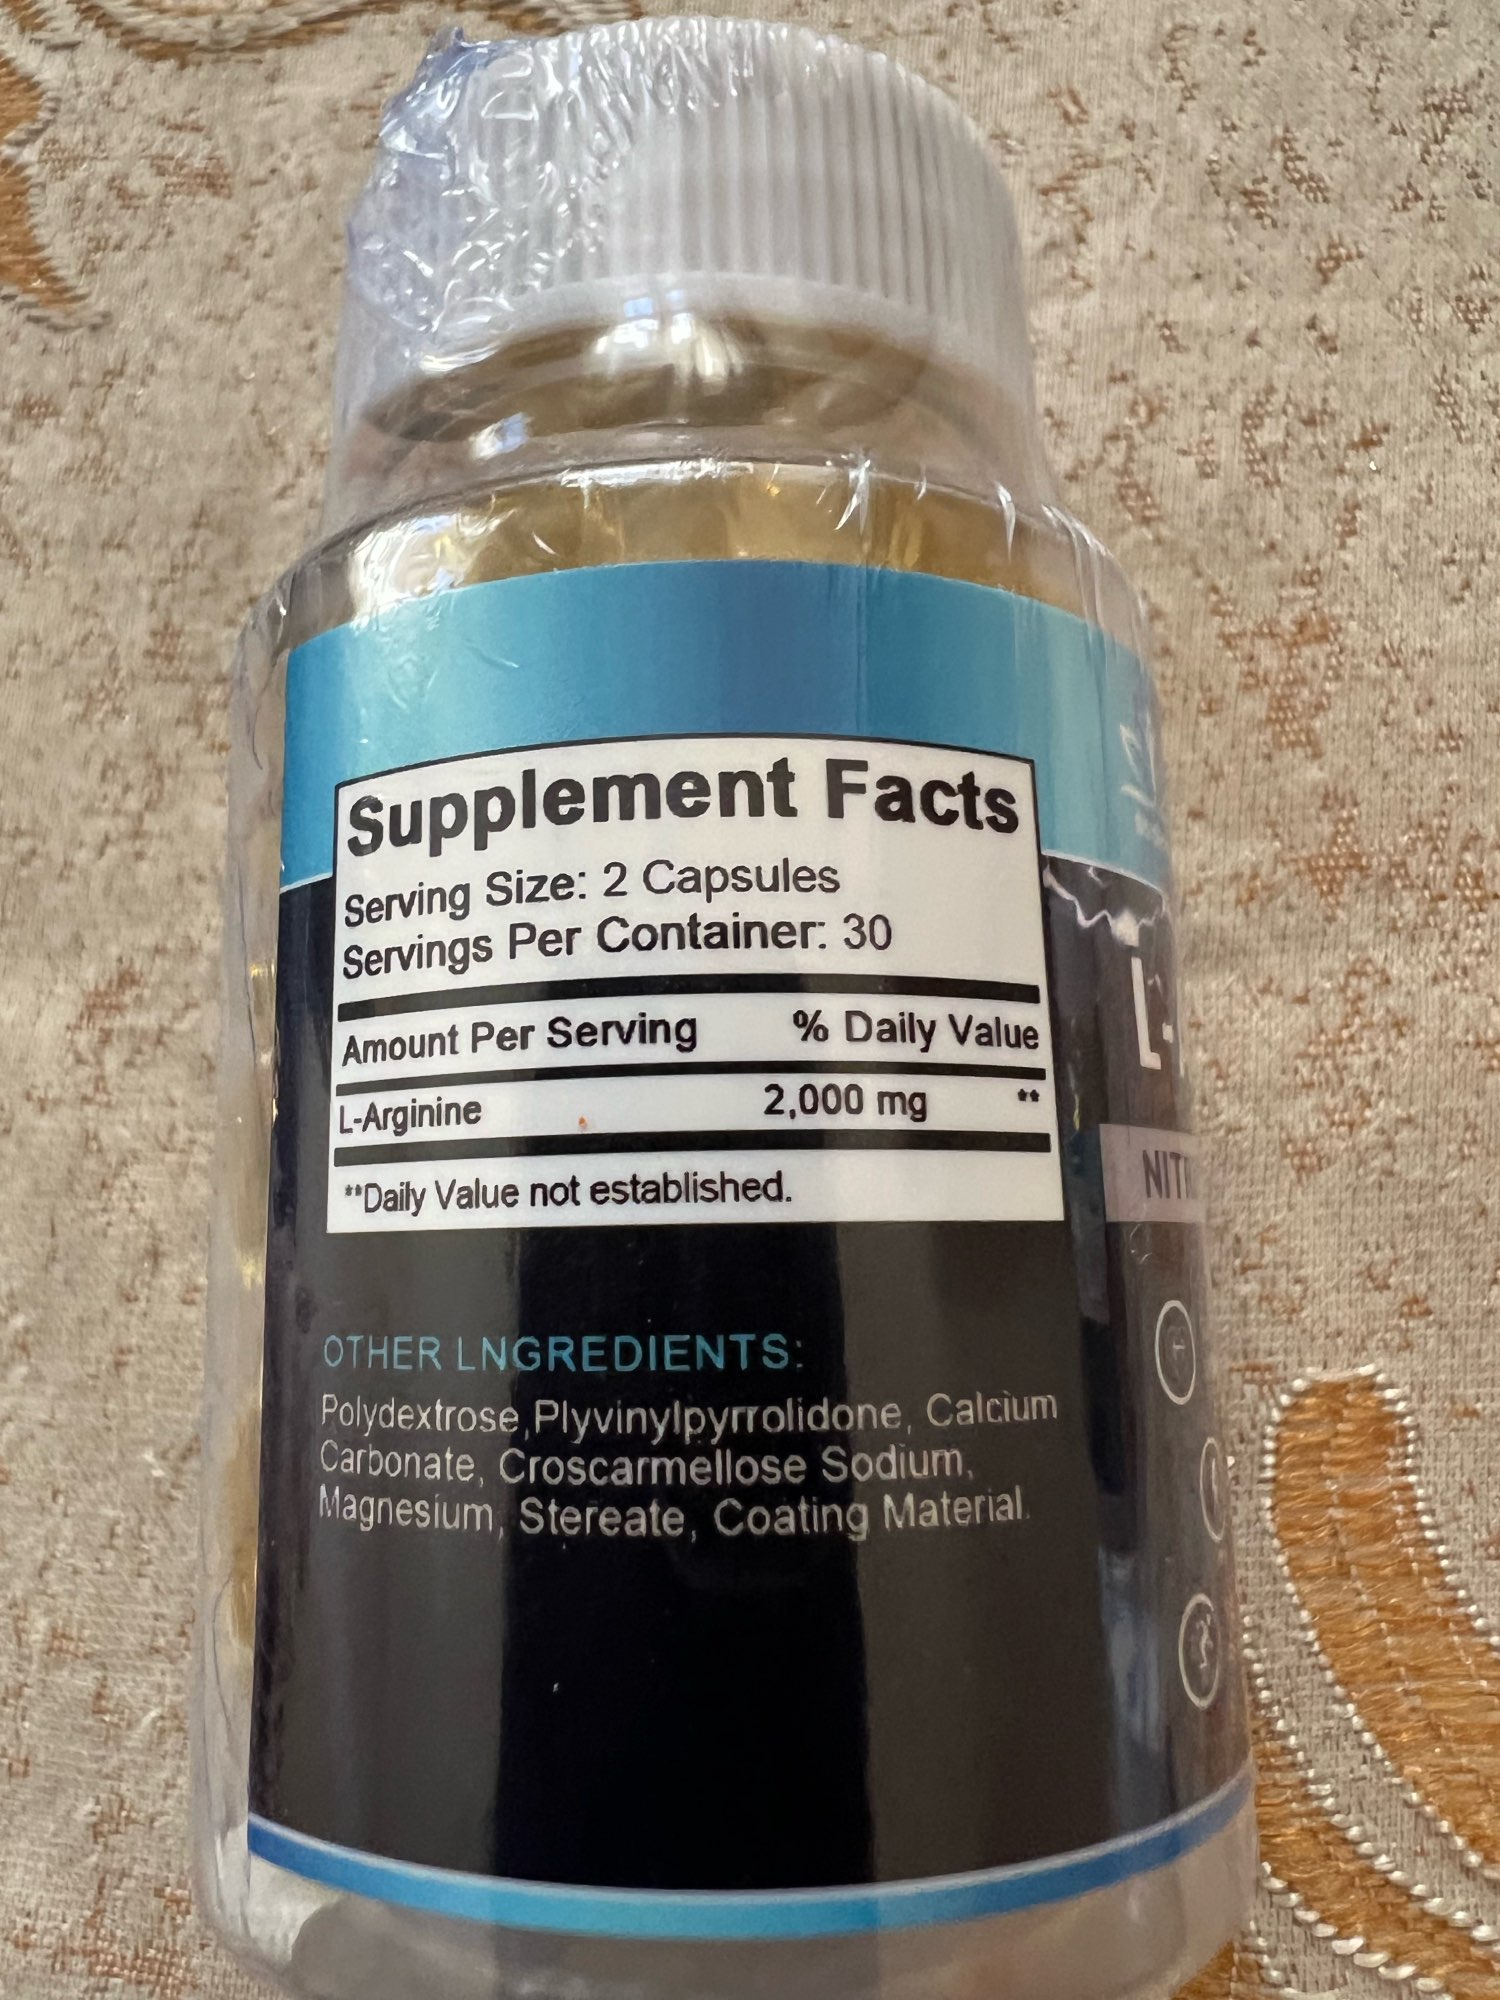 Supplement Facts
Serving Size: 2 Capsules
Servings Per Container: 30
Amount Per Serving % Daily Value
L-Arginine 2,000 mg **
**Daily Value not established.
OTHER LNGREDIENTS:
Polydextrose,Plyvinylpyrrolidone, Calcium
Carbonate, Croscarmellose Sodium,
Magnesium, Stereate, Coating Material.
L-
NIT